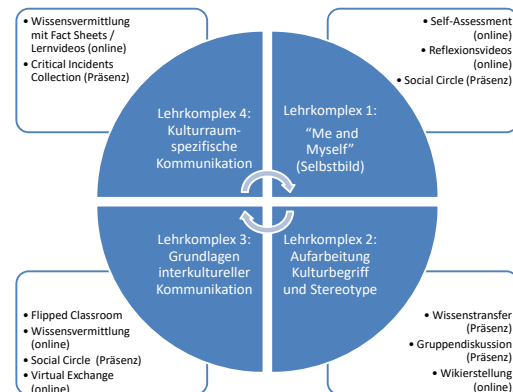 • Wissensvermittlung
mit Fact Sheets /
Lernvideos (online)
• Critical Incidents
Collection (Präsenz)
• Self-Assessment
(online)
• Reflexionsvideos
(online)
• Social Circle (Präsenz)
Lehrkomplex 4:
Kulturraum-
spezifische
Kommunikation
Lehrkomplex 1:
"Me and
Myself"
(Selbstbild)
Lehrkomplex 3:
Grundlagen
interkultureller
Kommunikation
Lehrkomplex 2:
Aufarbeitung
Kulturbegriff
und Stereotype
• Flipped Classroom
• Wissensvermittlung
(online)
• Social Circle (Präsenz)
• Virtual Exchange
(online)
• Wissenstransfer
(Präsenz)
• Gruppendiskussion
(Präsenz)
• Wikierstellung
(online)